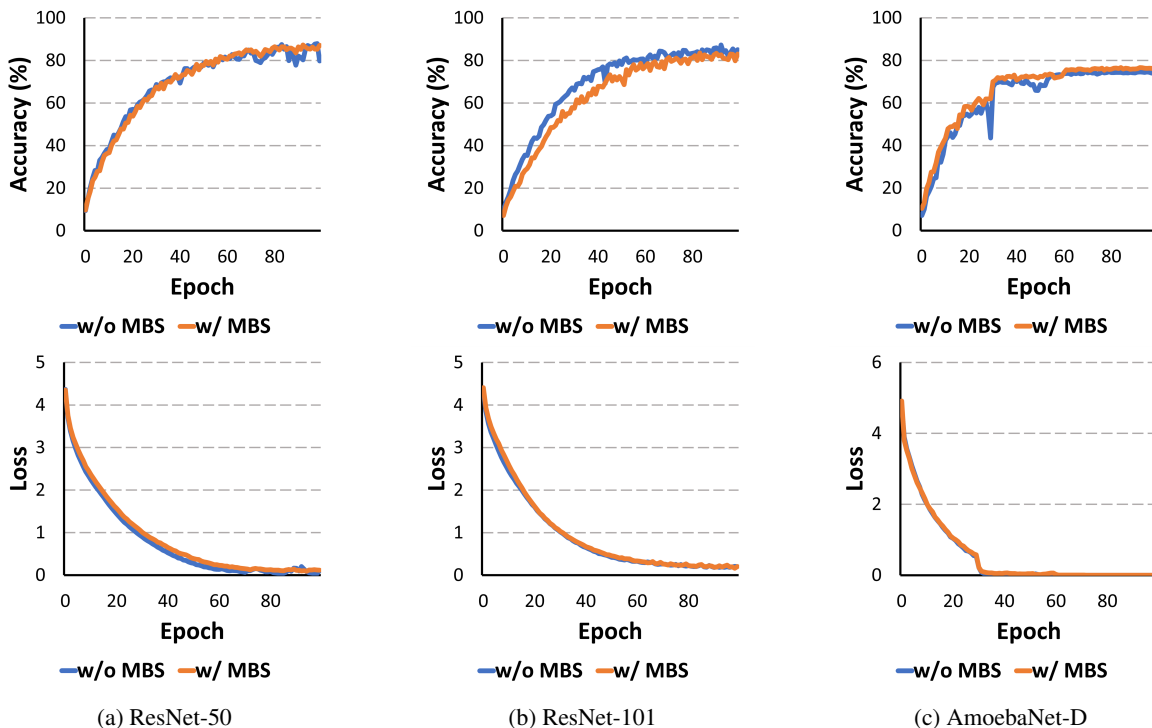 100
80
60
40
20
0
Accuracy (%)
0 20 40 60 80
Epoch
w/o MBS w/ MBS
100
80
60
40
20
0
Accuracy (%)
0 20 40 60 80
Epoch
w/o MBS w/ MBS
100
80
60
40
20
0
Accuracy (%)
0 20 40 60 80
Epoch
w/o MBS w/ MBS
5
4
3
2
1
0
Loss
0 20 40 60 80
Epoch
w/o MBS w/ MBS
5
4
3
2
1
0
Loss
0 20 40 60 80
Epoch
w/o MBS w/ MBS
6
4
2
0
Loss
0 20 40 60 80
Epoch
w/o MBS w/ MBS
(a) ResNet-50
(b) ResNet-101
(c) AmoebaNet-D